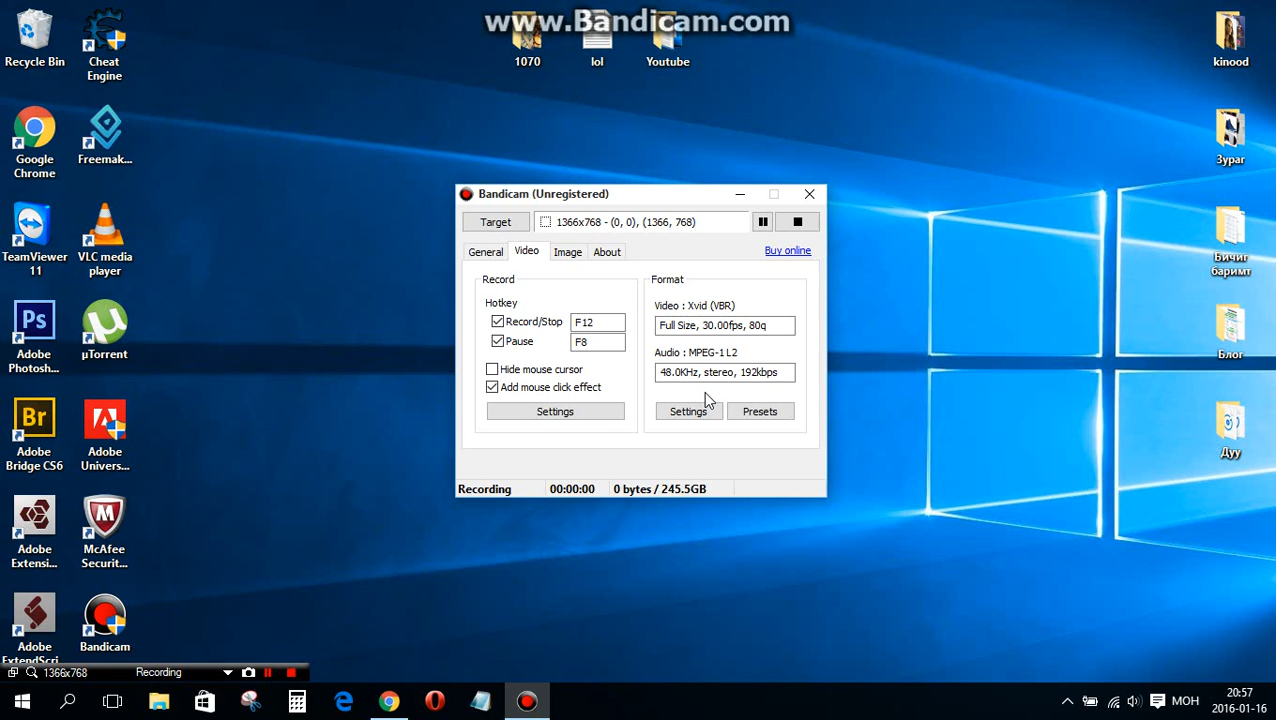 www.Bandicam.com
Recycle Bin
Cheat
Engine
1070
lol
Youtube
kinood
Google
Chrome
Freemak...
Зураг
TeamViewer
11
VLC media
player
Бичиг
баримт
Ps
Adobe
Photosh...
µTorrent
Блог
Br
Adobe
Bridge CS6
Adobe
Univers...
Дуу
Adobe
Extensi...
McAfee
Securit...
Adobe
ExtendScri...
Bandicam
Bandicam (Unregistered)
Target
1366x768 - (0, 0), (1366, 768)
General
Video
Image
About
Buy online
Record
Hotkey
Record/Stop
F12
Pause
F8
Hide mouse cursor
Add mouse click effect
Settings
Format
Video : Xvid (VBR)
Full Size, 30.00fps, 80q
Audio : MPEG-1 L2
48.0KHz, stereo, 192kbps
Settings
Presets
Recording
00:00:00
0 bytes / 245.5GB
1366x768
Recording
МОН
20:57
2016-01-16